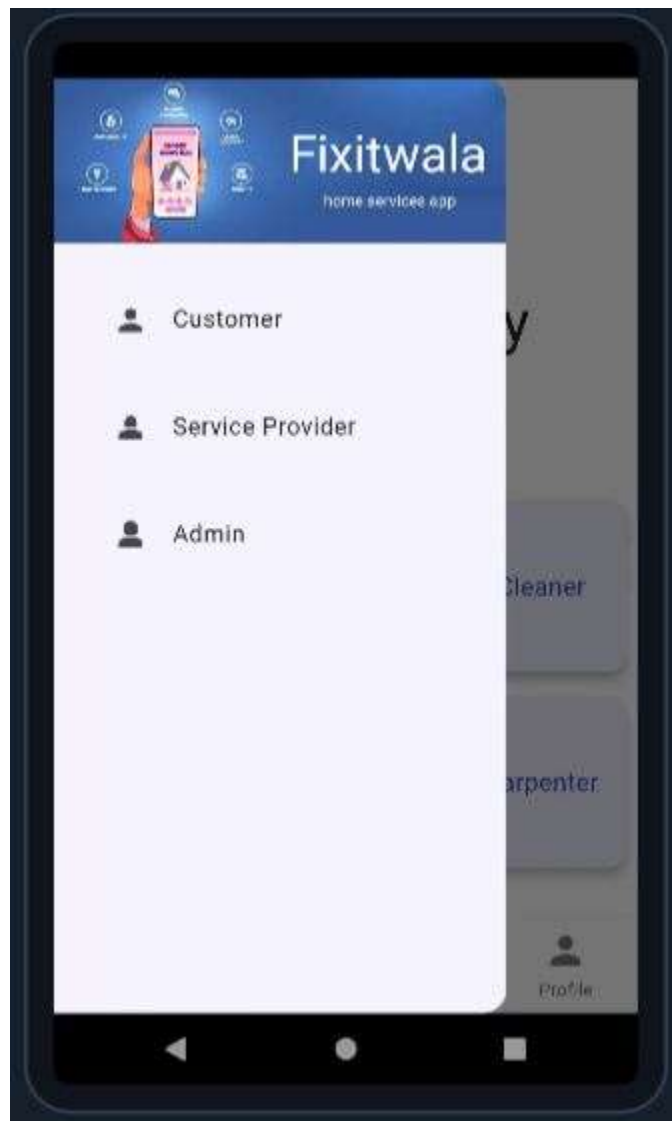 Fixitwala
home services app
Customer
Service Provider
Admin
y
Cleaner
arpenter
Profile